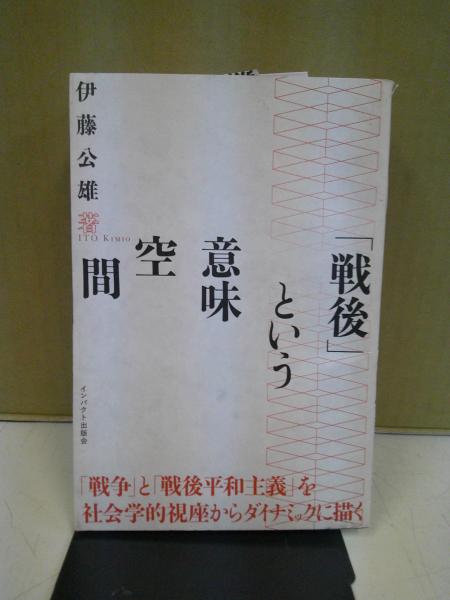 「戦後」
という
意味
空
間
伊藤公雄 著
ITO KIMIO
インパクト出版会
「戦争」と「戦後平和主義」を
社会学的視座からダイナミックに描く